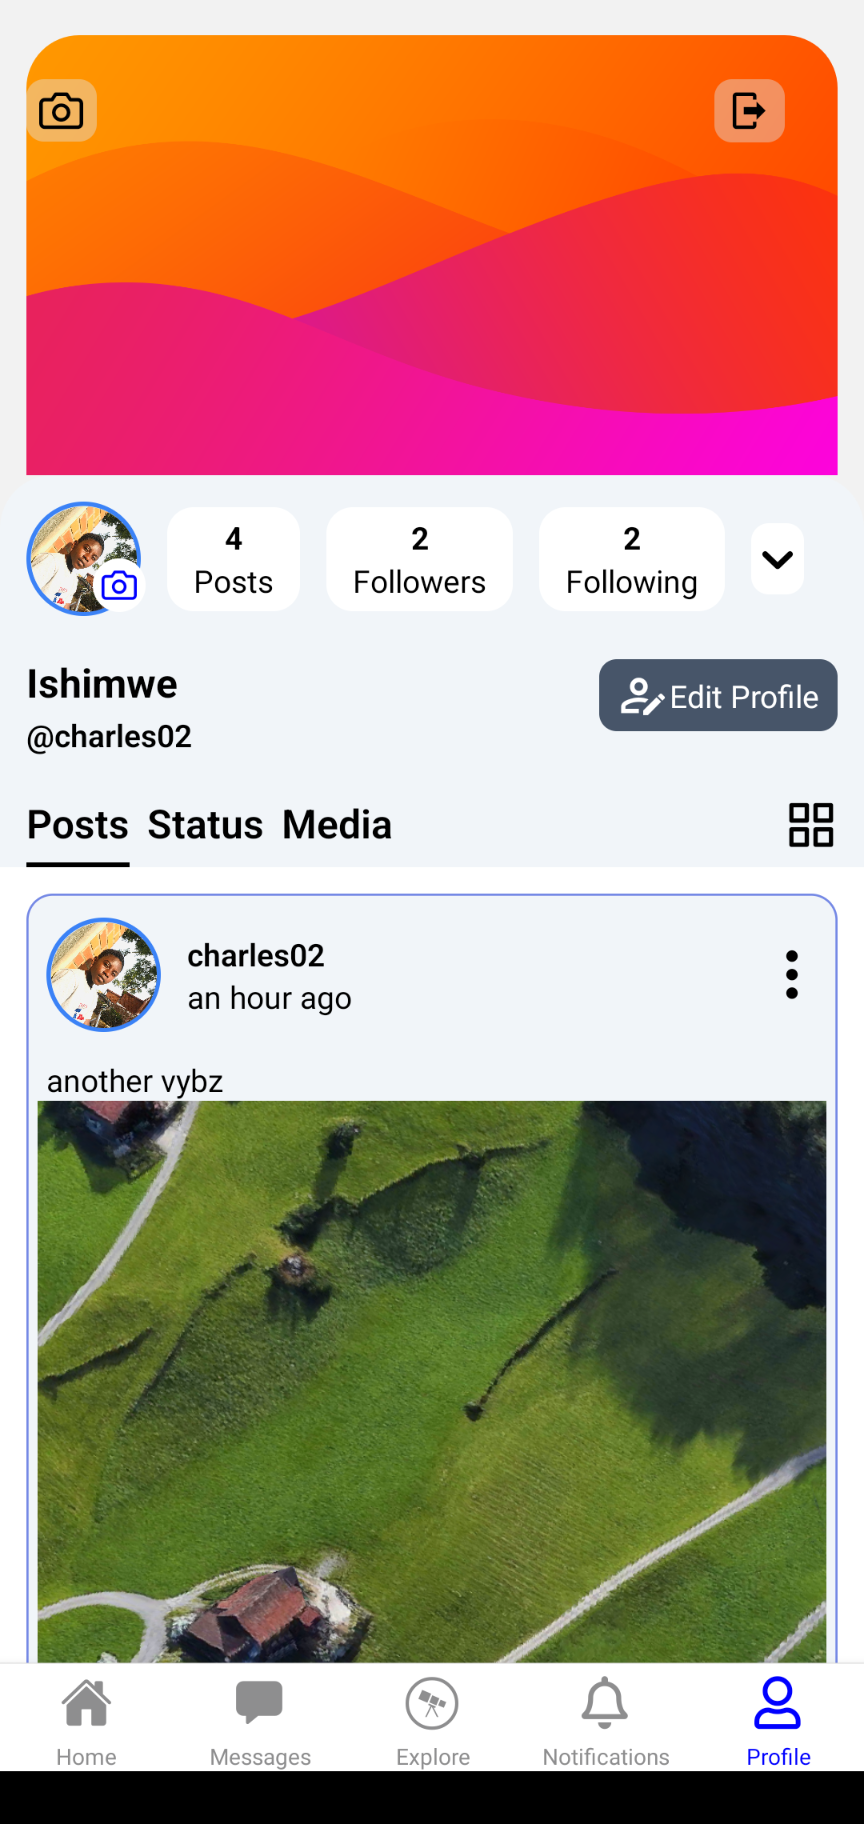 4
Posts
2
Followers
2
Following
Ishimwe
@charles02
Edit Profile
Posts Status Media
charles02
an hour ago
another vybz
Home Messages Explore Notifications Profile